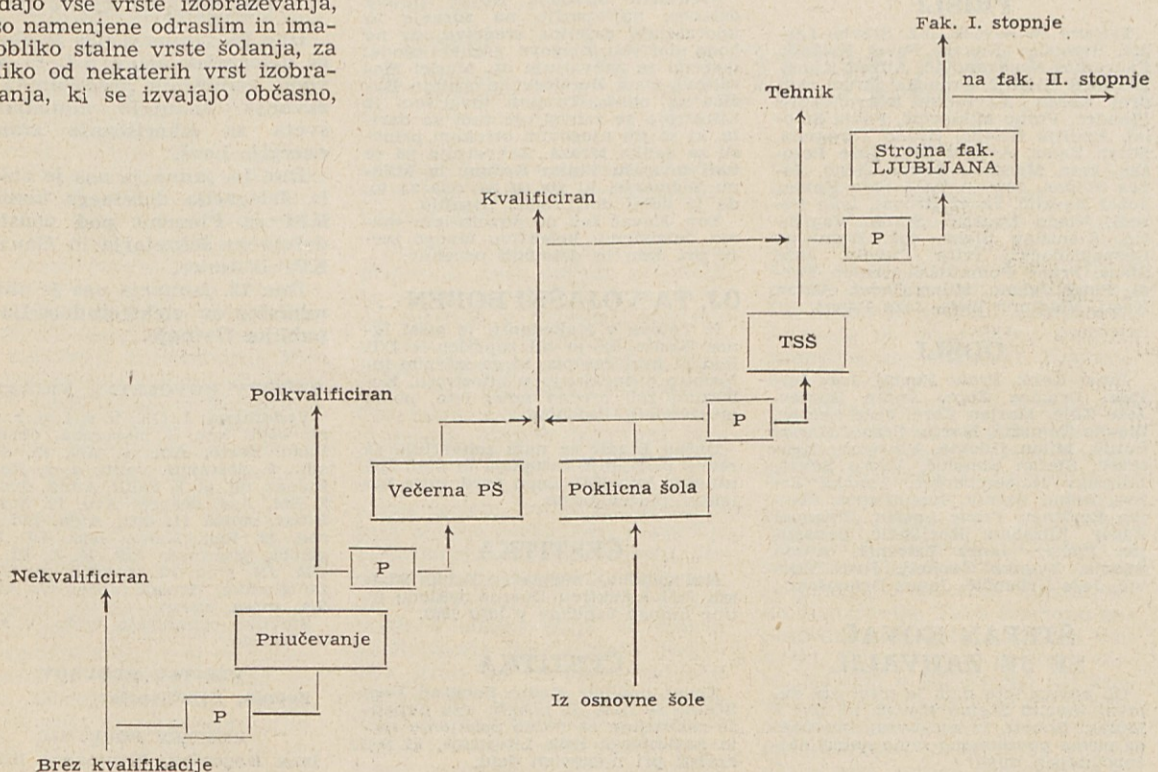 dajo vse vrste izobraževanja,
so namenjene odraslim in ima-
obliko stalne vrste šolanja, za
liko od nekaterih vrst izobra-
anja, ki se izvajajo občasno,
Fak. I. stopnje
na fak. II. stopnje
Tehnik
Strojna fak.
LJUBLJANA
Kvalificiran
P
TSŠ
Polkvalificiran
P
Večerna PŠ
Poklicna šola
P
Nekvalificiran
Priučevanje
Iz osnovne šole
P
Brez kvalifikacije